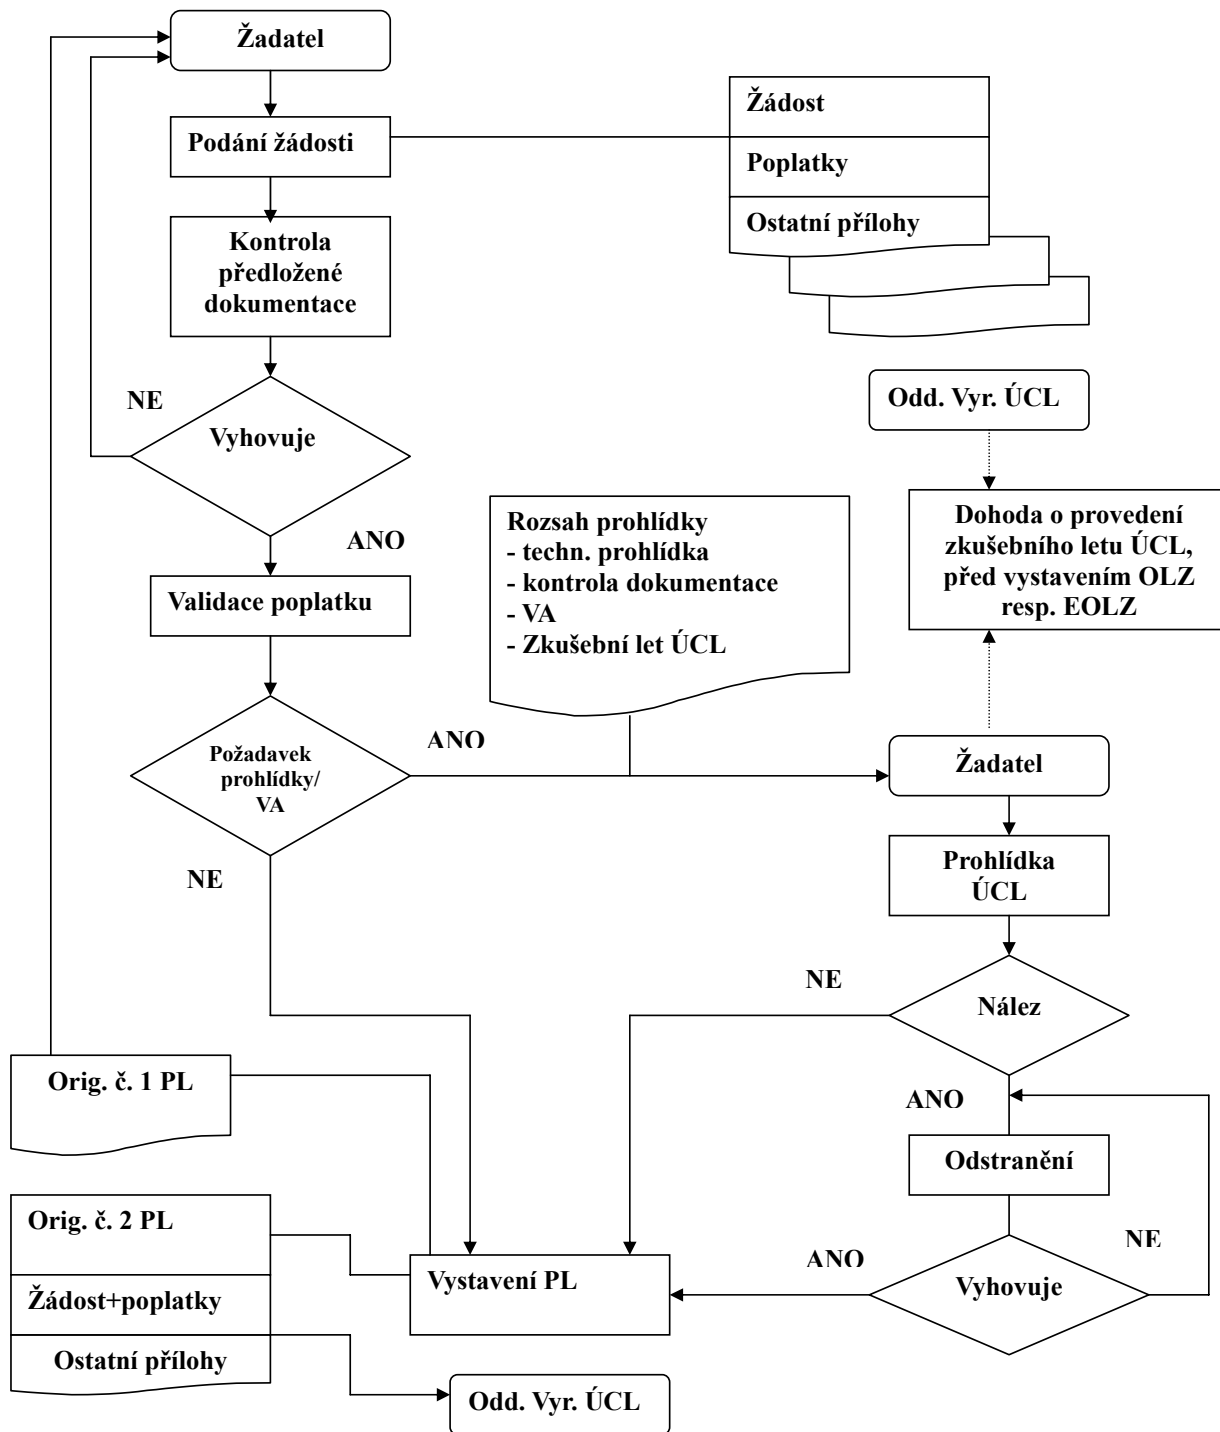 Žadatel
Podání žádosti
Žádost
Poplatky
Ostatní přílohy
Kontrola
předložené
dokumentace
NE
Vyhovuje
ANO
Odd. Vyr. ÚCL
Dohoda o provedení
zkušebního letu ÚCL,
před vystavením OLZ
resp. EOLZ
Rozsah prohlídky
- techn. prohlídka
- kontrola dokumentace
- VA
- Zkušební let ÚCL
Validace poplatku
Požadavek
prohlídky/
VA
ANO
NE
Žadatel
Prohlídka
ÚCL
NE
Nález
ANO
Odstranění
Orig. č. 1 PL
Orig. č. 2 PL
Žádost+poplatky
Ostatní přílohy
Vystavení PL
ANO
Vyhovuje
NE
Odd. Vyr. ÚCL